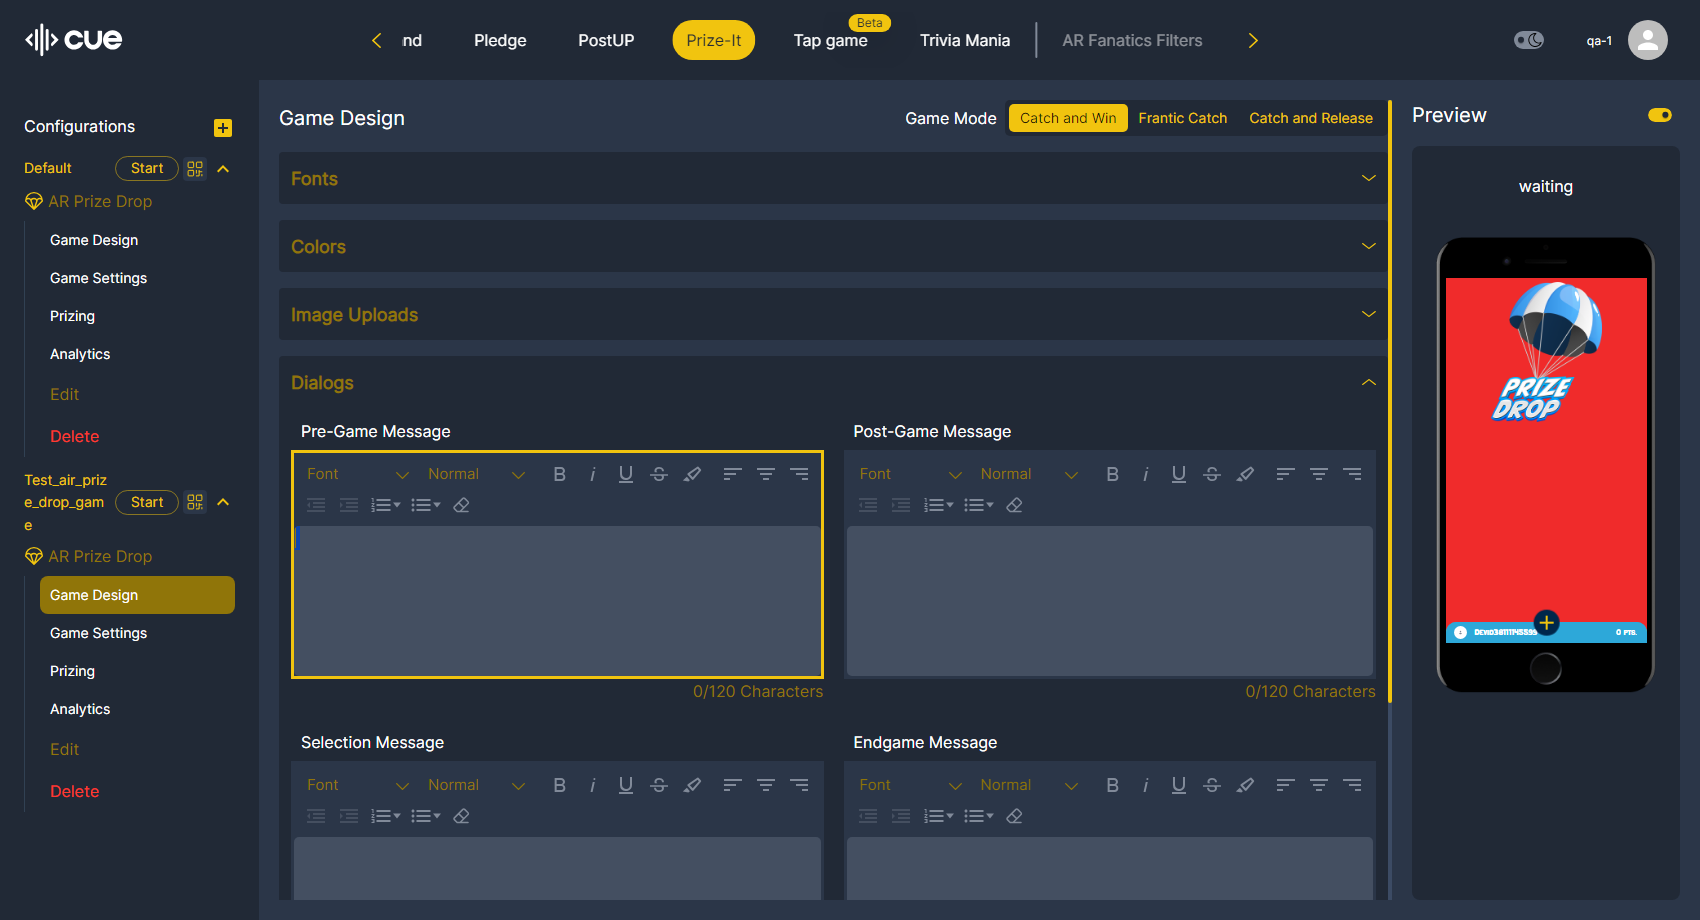 cue
nd
Pledge
PostUP
Prize-It
Beta
Tap game
Trivia Mania
AR Fanatics Filters
qa-1
Configurations
Default
Start
AR Prize Drop
Game Design
Game Settings
Prizing
Analytics
Edit
Delete
Test_air_priz
e_drop_gam
e
Start
AR Prize Drop
Game Design
Game Settings
Prizing
Analytics
Edit
Delete
Game Design
Game Mode
Catch and Win
Frantic Catch
Catch and Release
Fonts
Colors
Image Uploads
Dialogs
Pre-Game Message
Font
Normal
0/120 Characters
Post-Game Message
Font
Normal
0/120 Characters
Selection Message
Font
Normal
Endgame Message
Font
Normal
Preview
waiting
PRIZE
DROP
0 PTS.